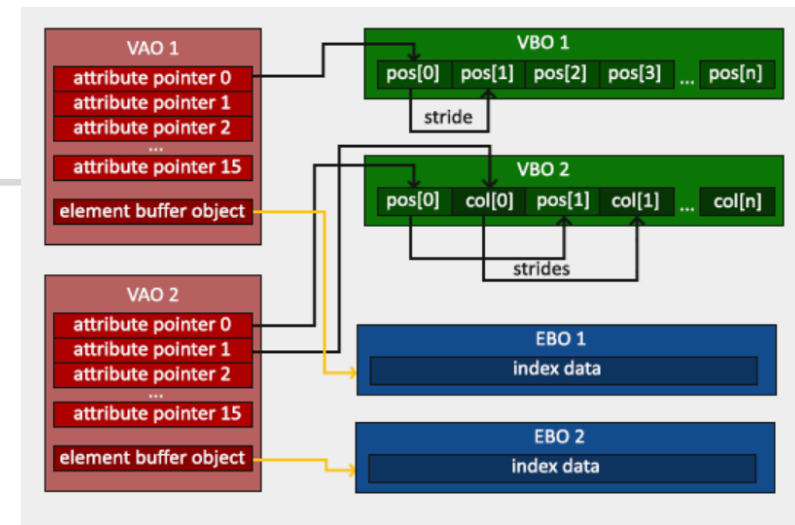 VAO 1
attribute pointer 0
attribute pointer 1
attribute pointer 2
...
attribute pointer 15
element buffer object
VBO 1
pos[0] pos[1] pos[2] pos[3] ... pos[n]
stride
VBO 2
pos[0] col[0] pos[1] col[1] ... col[n]
strides
VAO 2
attribute pointer 0
attribute pointer 1
attribute pointer 2
...
attribute pointer 15
element buffer object
EBO 1
index data
EBO 2
index data